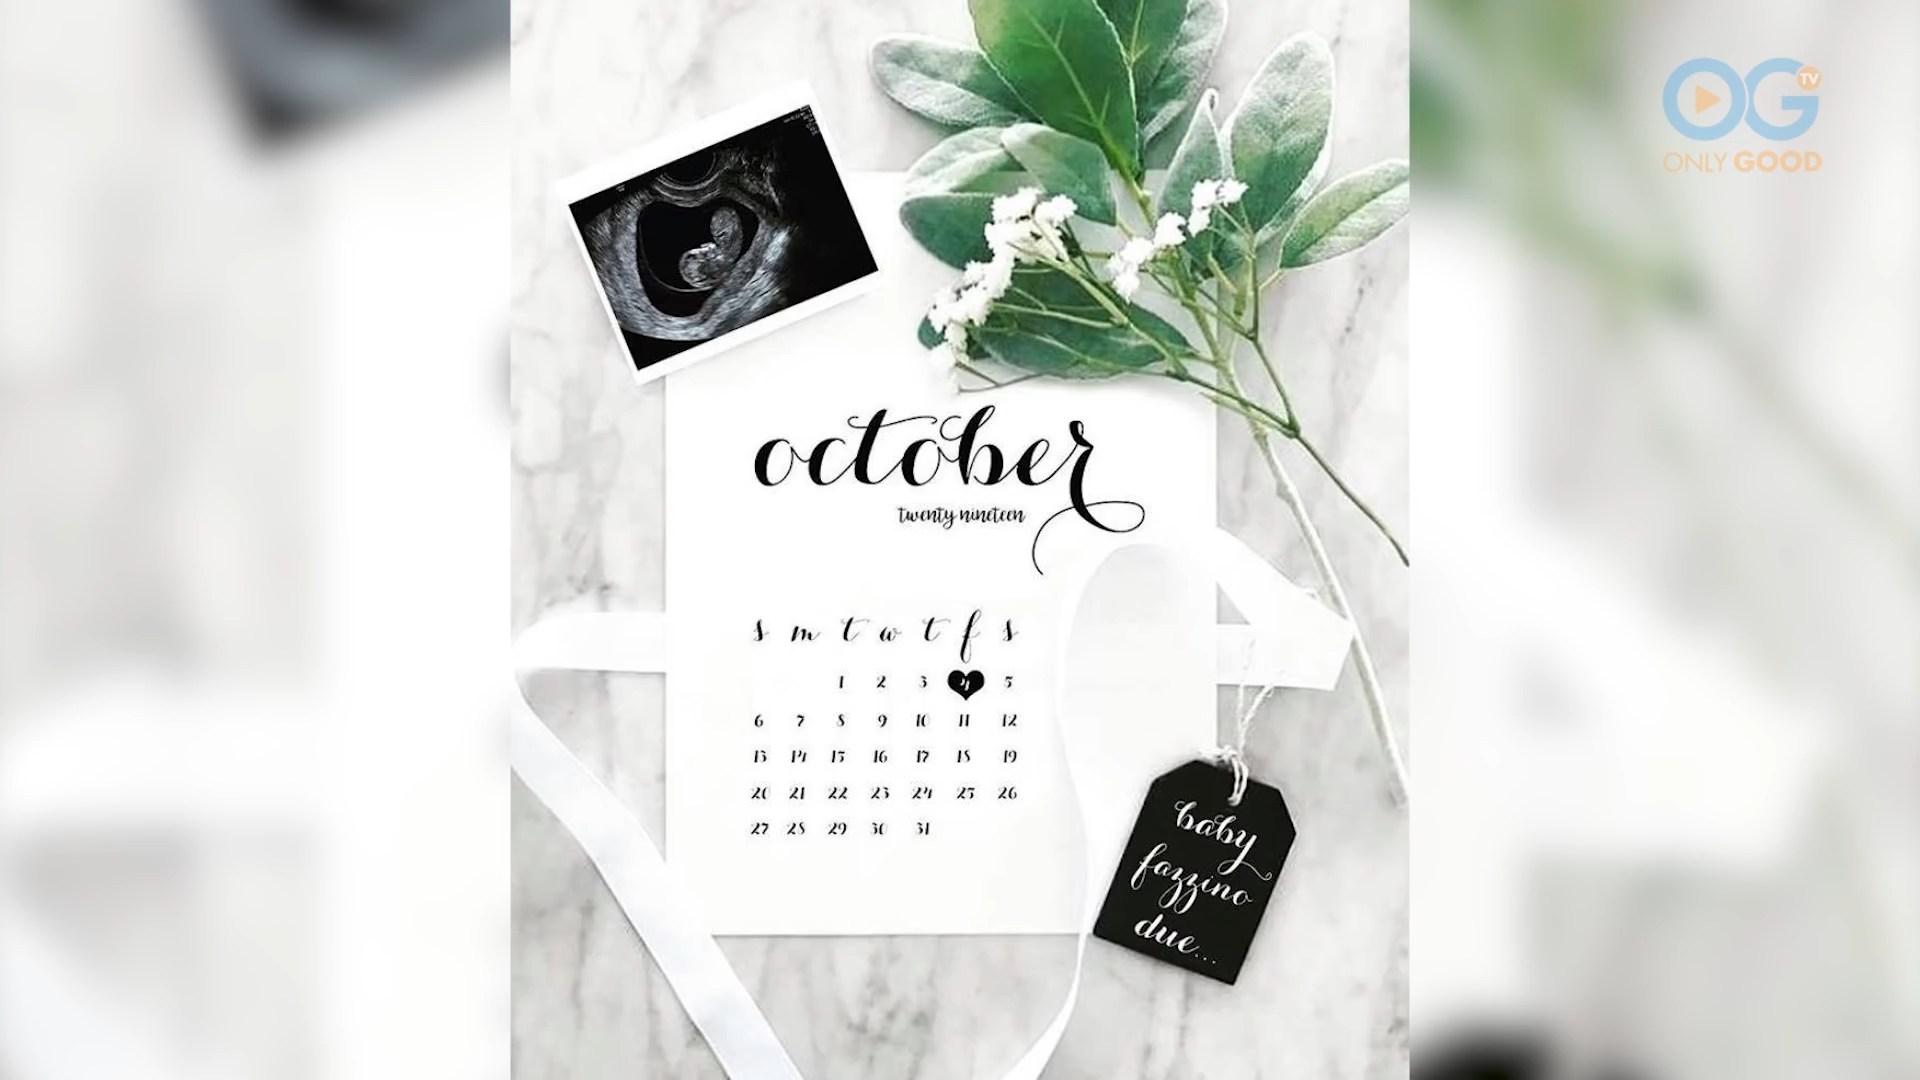 OG TV
ONLY GOOD
october
twenty nineteen
s m t w t f s
1 2 3 4 5
6 7 8 9 10 11 12
13 14 15 16 17 18 19
20 21 22 23 24 25 26
27 28 29 30 31
baby
fazzino
due...